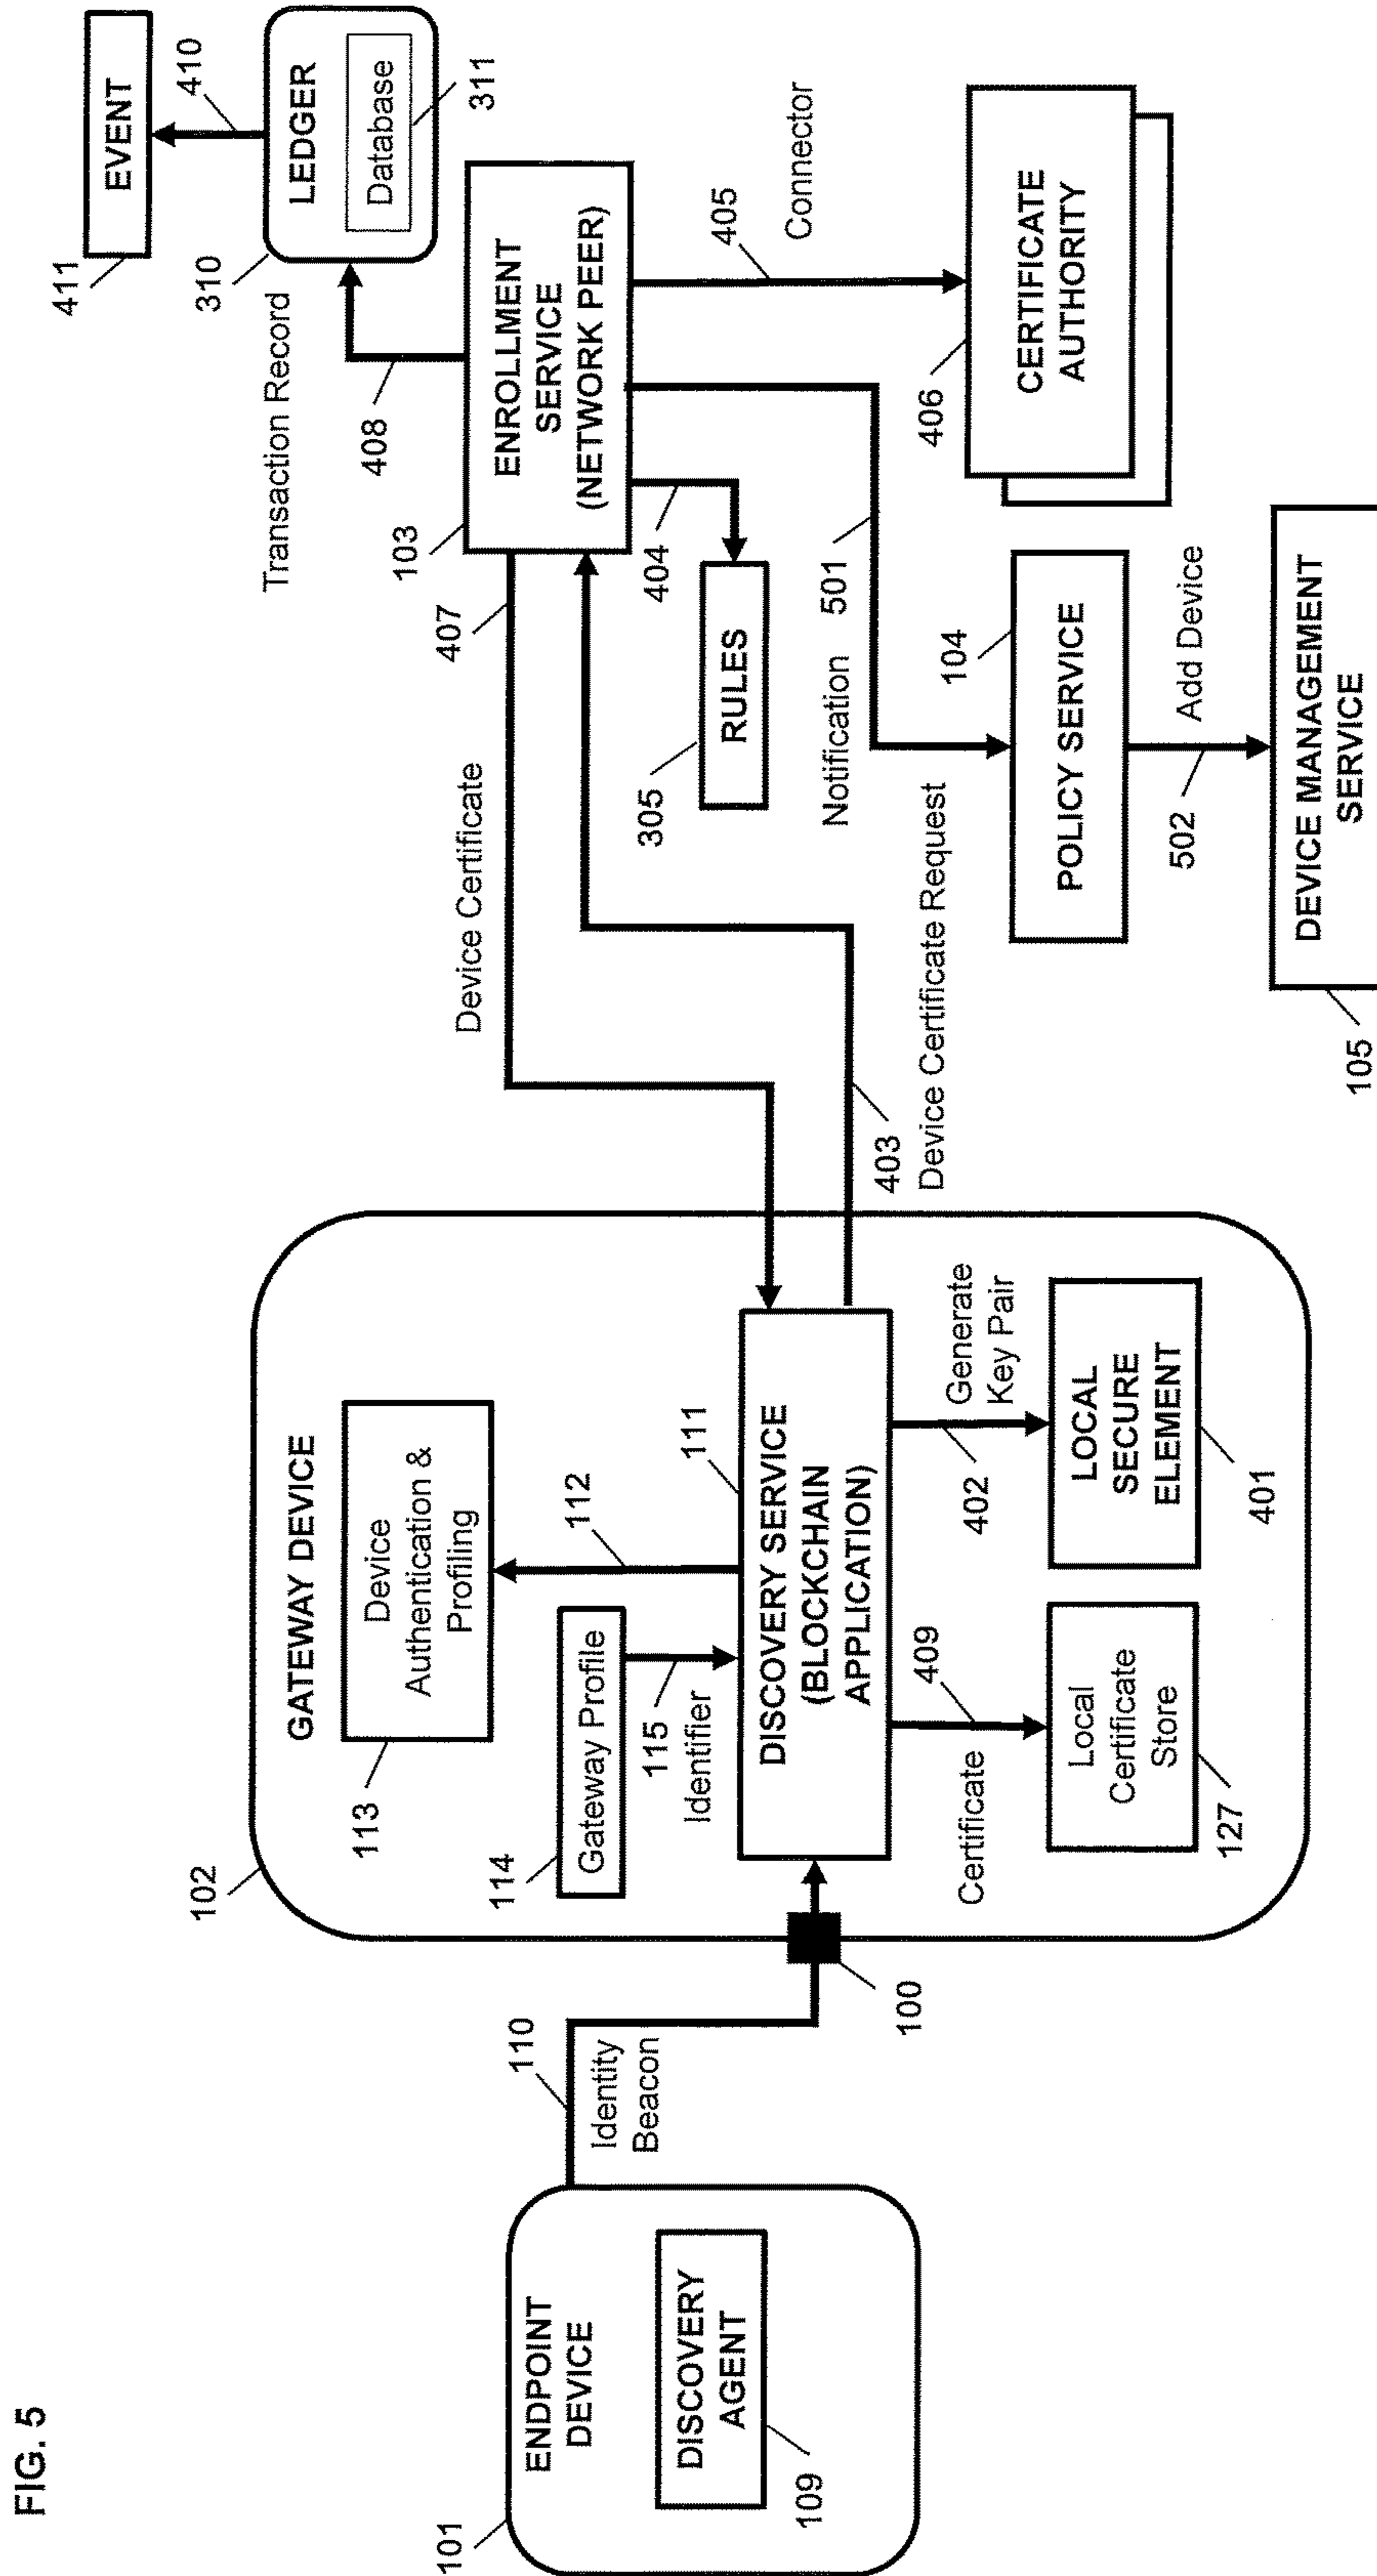 FIG. 5
101
ENDPOINT
DEVICE
DISCOVERY
AGENT
109
110
Identity
Beacon
100
102
GATEWAY DEVICE
113
Device
Authentication &
Profiling
112
114
Gateway Profile
115
Identifier
111
DISCOVERY SERVICE
(BLOCKCHAIN
APPLICATION)
409
Certificate
Local
Certificate
Store
127
402
Generate
Key Pair
LOCAL
SECURE
ELEMENT
401
Device Certificate
407
403
Device Certificate Request
103
ENROLLMENT
SERVICE
(NETWORK PEER)
404
305
RULES
Transaction Record
408
310
LEDGER
Database
311
410
411
EVENT
Notification
501
104
POLICY SERVICE
502
Add Device
DEVICE MANAGEMENT
SERVICE
105
405
Connector
406
CERTIFICATE
AUTHORITY